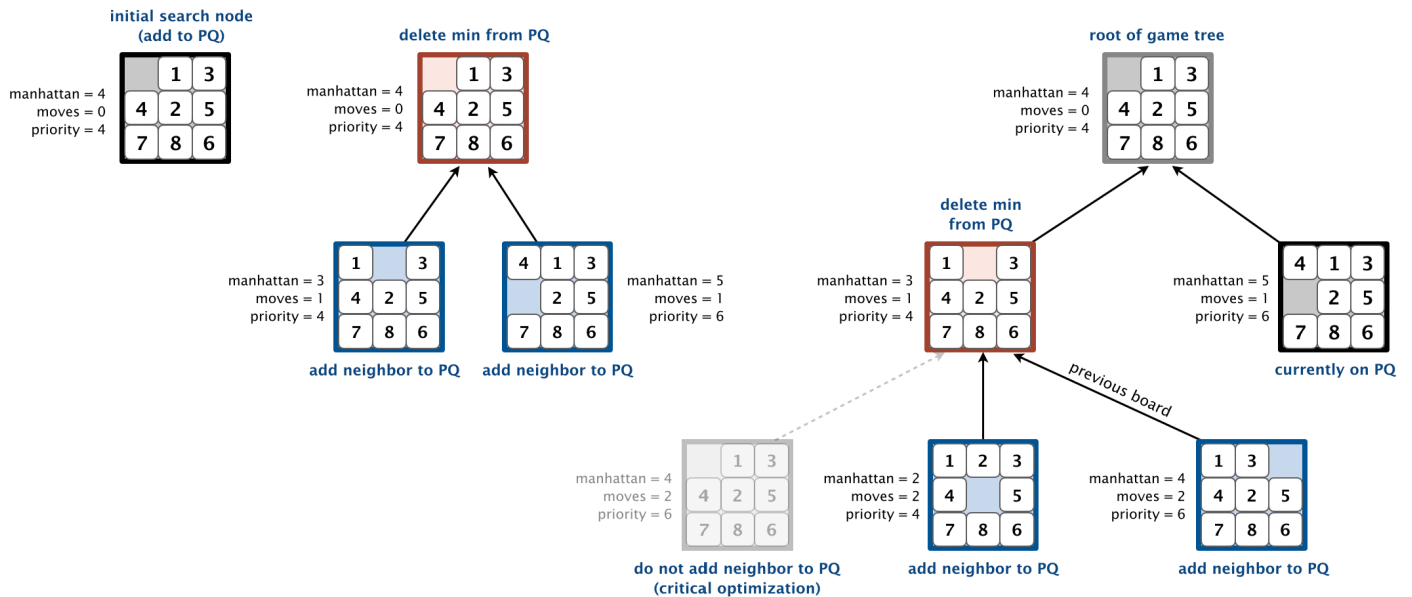 initial search node
(add to PQ)
manhattan = 4
moves = 0
priority = 4
1 3
4 2 5
7 8 6
delete min from PQ
manhattan = 4
moves = 0
priority = 4
1 3
4 2 5
7 8 6
manhattan = 3
moves = 1
priority = 4
1 3
4 2 5
7 8 6
add neighbor to PQ
4 1 3
2 5
7 8 6
manhattan = 5
moves = 1
priority = 6
add neighbor to PQ
root of game tree
manhattan = 4
moves = 0
priority = 4
1 3
4 2 5
7 8 6
delete min
from PQ
manhattan = 3
moves = 1
priority = 4
1 3
4 2 5
7 8 6
manhattan = 5
moves = 1
priority = 6
4 1 3
2 5
7 8 6
currently on PQ
previous board
manhattan = 4
moves = 2
priority = 6
1 3
4 2 5
7 8 6
do not add neighbor to PQ
(critical optimization)
manhattan = 2
moves = 2
priority = 4
1 2 3
4 5
7 8 6
add neighbor to PQ
manhattan = 4
moves = 2
priority = 6
1 3
4 2 5
7 8 6
add neighbor to PQ